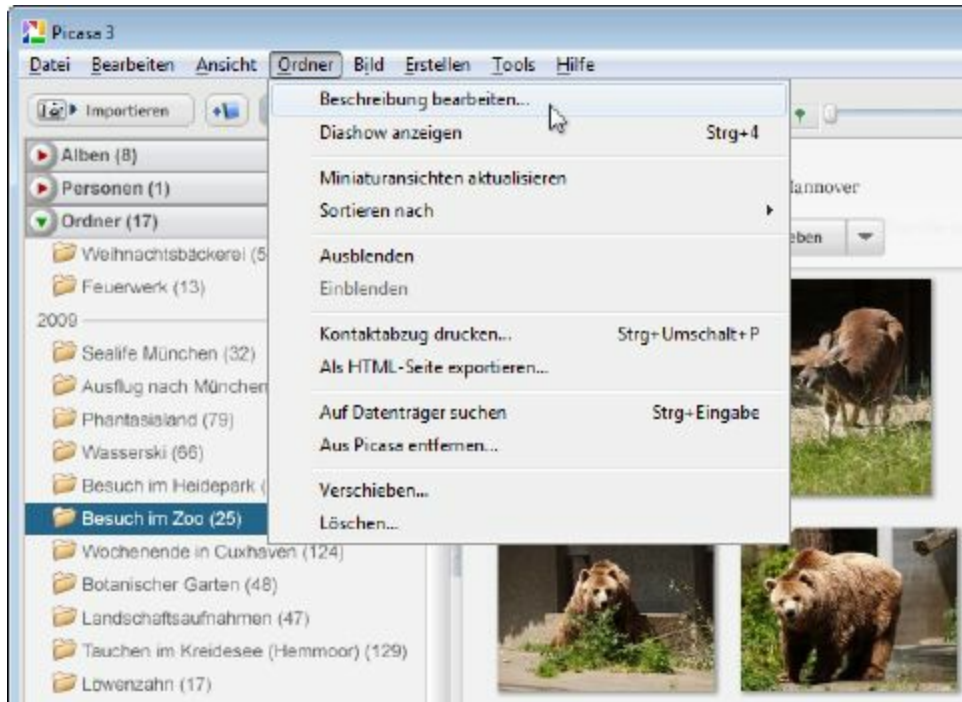 Picasa 3
Datei Bearbeiten Ansicht Ordner Bild Erstellen Tools Hilfe
Importieren
Alben (8)
Personen (1)
Ordner (17)
Weihnachtsbäckerei (5
Feuerwerk (13)
2009
Sealife München (32)
Ausflug nach München
Phantasialand (79)
Wasserski (66)
Besuch im Heidepark (
Besuch im Zoo (25)
Wochenende in Cuxhaven (124)
Botanischer Garten (48)
Landschaftsaufnahmen (47)
Tauchen im Kreidesee (Hemmoor) (129)
Löwenzahn (17)
Beschreibung bearbeiten...
Diashow anzeigen Strg+4
Miniaturansichten aktualisieren
Sortieren nach
Ausblenden
Einblenden
Kontaktabzug drucken... Strg+Umschalt+P
Als HTML-Seite exportieren...
Auf Datenträger suchen Strg+Eingabe
Aus Picasa entfernen...
Verschieben...
Löschen...
Hannover
eben